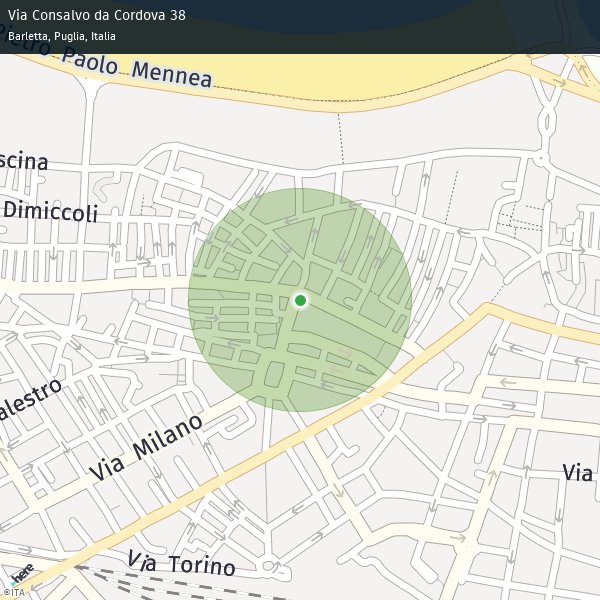 Via Consalvo da Cordova 38
Barletta, Puglia, Italia
Pietro Paolo Mennea
scina
Dimiccoli
alestro
Via Milano
Via
Via Torino
here
©ITA